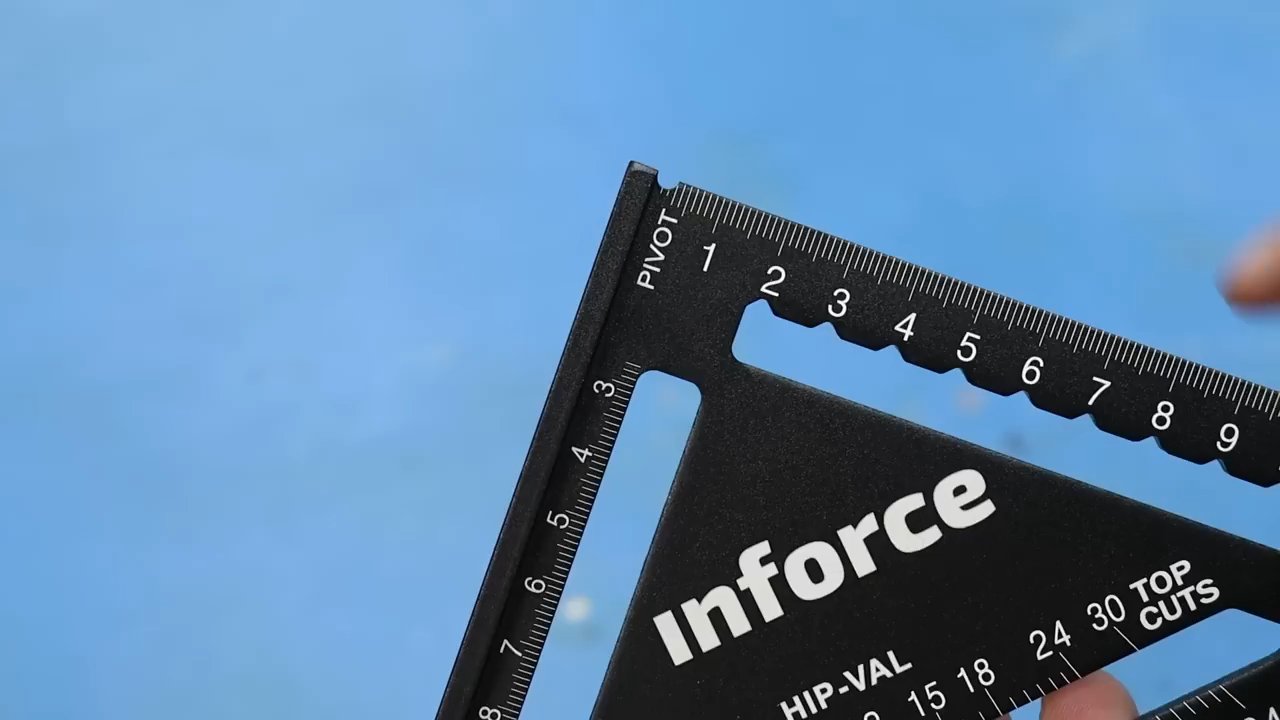 PIVOT
1 2 3 4 5 6 7 8 9
3
4
5
6
7
8
Inforce
TOP
CUTS
HIP-VAL
15 18 24 30